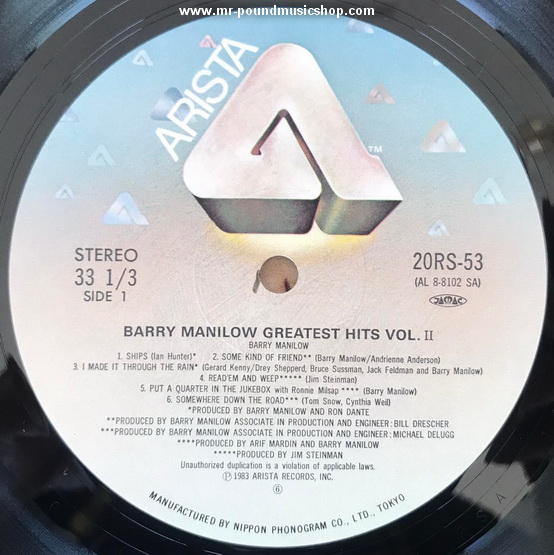 www.mr-poundmusicshop.com
ARISTA
TM
STEREO
33 1/3
SIDE 1
20RS-53
(AL 8-8102 SA)
JASRAC
BARRY MANILOW GREATEST HITS VOL. II
BARRY MANILOW
1. SHIPS (Ian Hunter)* 2. SOME KIND OF FRIEND** (Barry Manilow/Andrienne Anderson)
3. I MADE IT THROUGH THE RAIN* (Gerard Kenny/Drey Shepperd, Bruce Sussman, Jack Feldman and Barry Manilow)
4. READ'EM AND WEEP***** (Jim Steinman)
5. PUT A QUARTER IN THE JUKEBOX with Ronnie Milsap **** (Barry Manilow)
6. SOMEWHERE DOWN THE ROAD*** (Tom Snow, Cynthia Weil)
*PRODUCED BY BARRY MANILOW AND RON DANTE
**PRODUCED BY BARRY MANILOW ASSOCIATE IN PRODUCTION AND ENGINEER: BILL DRESCHER
***PRODUCED BY BARRY MANILOW ASSOCIATE IN PRODUCTION AND ENGINEER: MICHAEL DELUGG
****PRODUCED BY ARIF MARDIN AND BARRY MANILOW
*****PRODUCED BY JIM STEINMAN
Unauthorized duplication is a violation of applicable laws.
Ⓟ 1983 ARISTA RECORDS, INC.
⑥
MANUFACTURED BY NIPPON PHONOGRAM CO., LTD., TOKYO